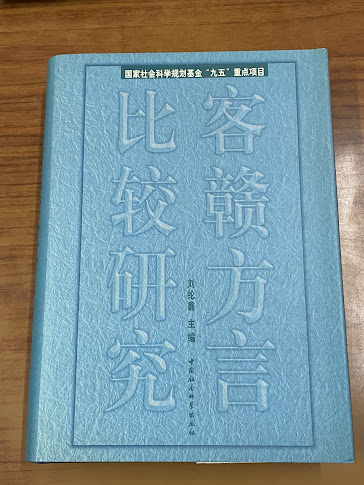 国家社会科学规划基金“九五”重点项目
客赣方言
比较研究
刘纶鑫 主编
中国社会科学出版社